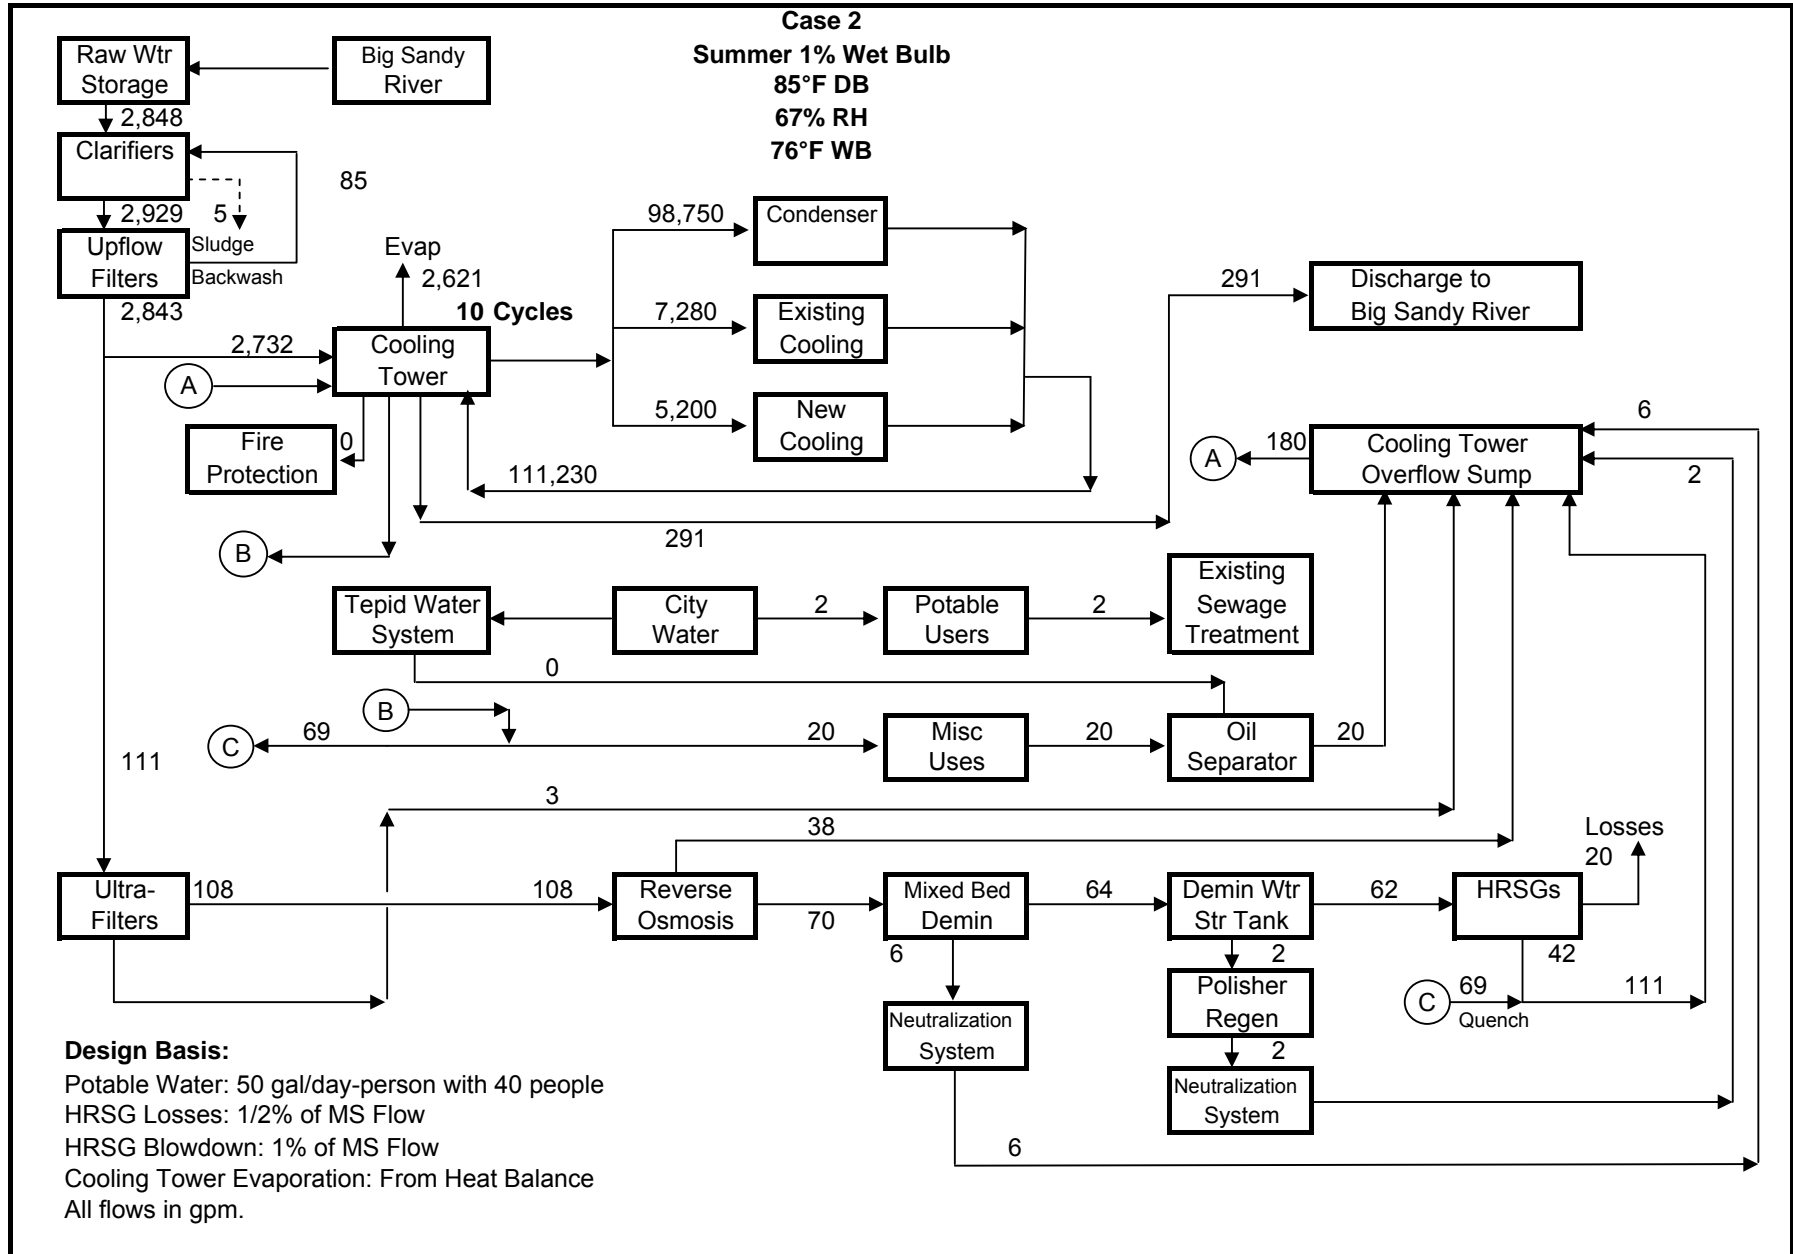 Case 2
Summer 1% Wet Bulb
85°F DB
67% RH
76°F WB
Raw Wtr
Storage
Big Sandy
River
2,848
Clarifiers
85
2,929
5
Sludge
Upflow
Filters
Backwash
2,843
Evap
2,621
10 Cycles
98,750
Condenser
7,280
Existing
Cooling
5,200
New
Cooling
291
Discharge to
Big Sandy River
2,732
Cooling
Tower
A
Fire
Protection
0
111,230
291
B
A
180
Cooling Tower
Overflow Sump
6
2
Tepid Water
System
City
Water
2
Potable
Users
2
Existing
Sewage
Treatment
0
B
C
69
20
Misc
Uses
20
Oil
Separator
20
111
3
38
Losses
20
Ultra-
Filters
108
108
Reverse
Osmosis
70
Mixed Bed
Demin
64
Demin Wtr
Str Tank
62
HRSGs
6
2
42
Neutralization
System
Polisher
Regen
C
69
Quench
111
2
Neutralization
System
6
Design Basis:
Potable Water: 50 gal/day-person with 40 people
HRSG Losses: 1/2% of MS Flow
HRSG Blowdown: 1% of MS Flow
Cooling Tower Evaporation: From Heat Balance
All flows in gpm.